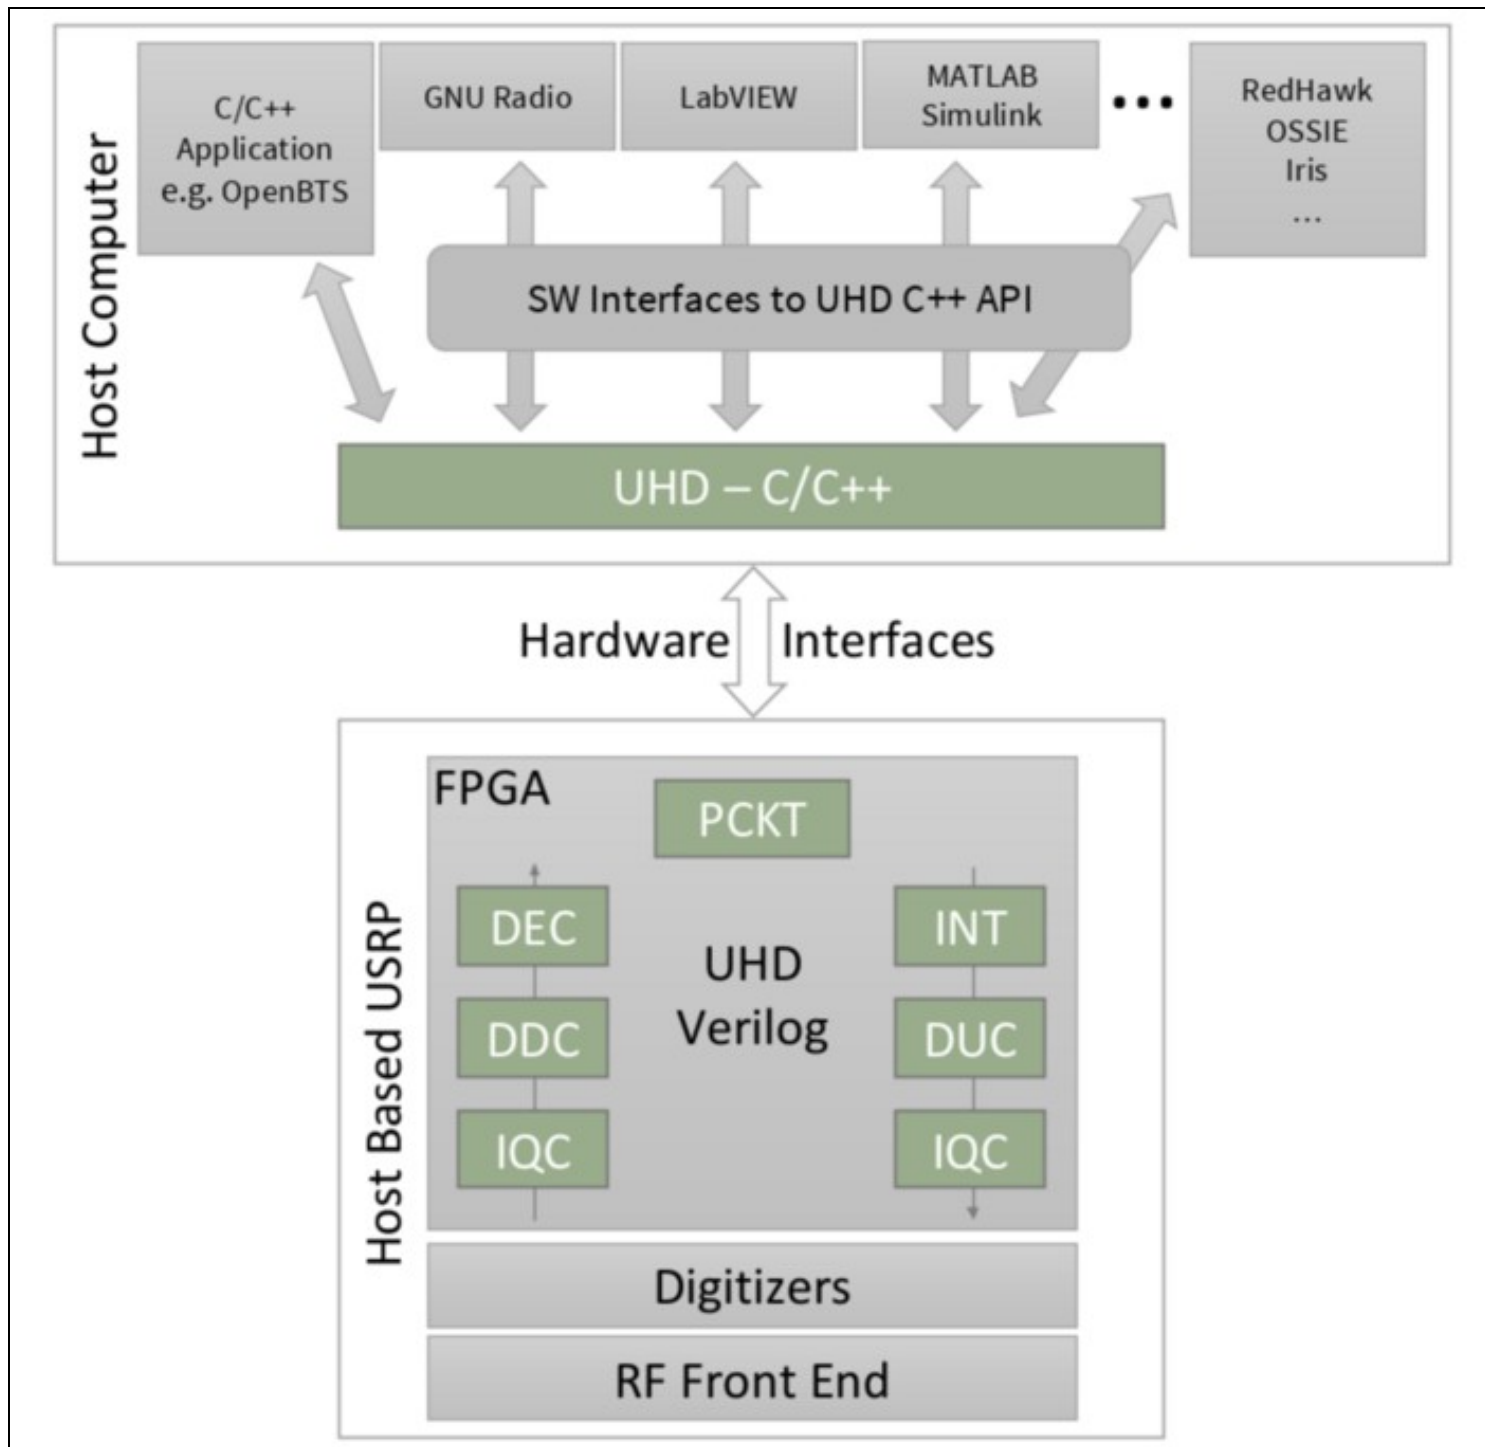 Host Computer
C/C++
Application
e.g. OpenBTS
GNU Radio
LabVIEW
MATLAB
Simulink
...
RedHawk
OSSIE
Iris
...
SW Interfaces to UHD C++ API
UHD – C/C++
Hardware Interfaces
Host Based USRP
FPGA
PCKT
DEC
DDC
IQC
UHD
Verilog
INT
DUC
IQC
Digitizers
RF Front End